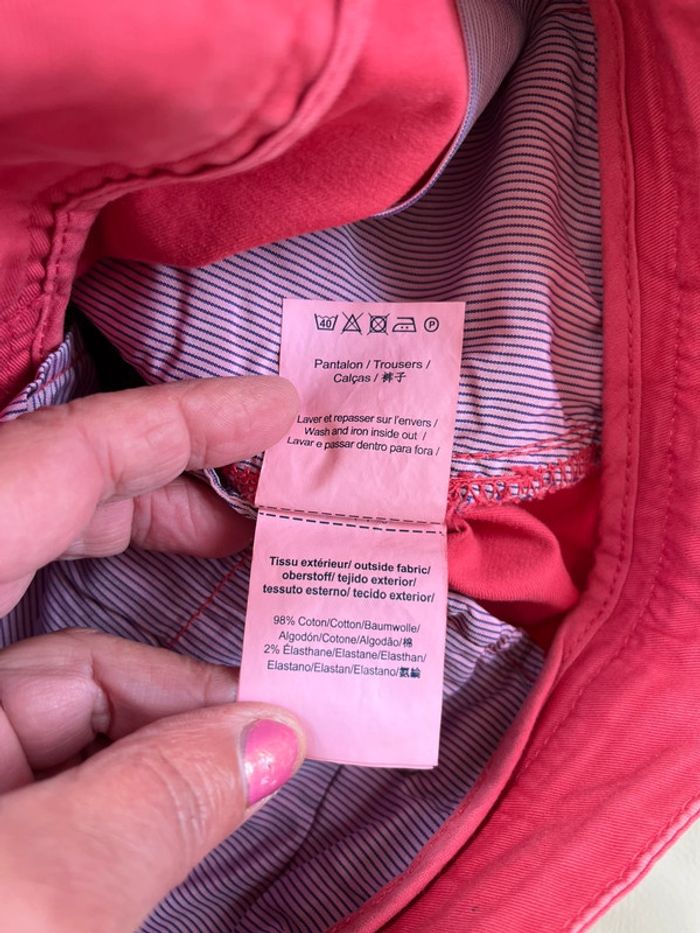 40 P
Pantalon / Trousers /
Calças / 裤子
Laver et repasser sur l'envers /
Wash and iron inside out /
Lavar e passar dentro para fora /
Tissu extérieur/ outside fabric/
oberstoff/ tejido exterior/
tessuto esterno/ tecido exterior/
98% Coton/Cotton/Baumwolle/
Algodón/Cotone/Algodão/棉
2% Élasthane/Elastane/Elasthan/
Elastano/Elastan/Elastano/氨綸